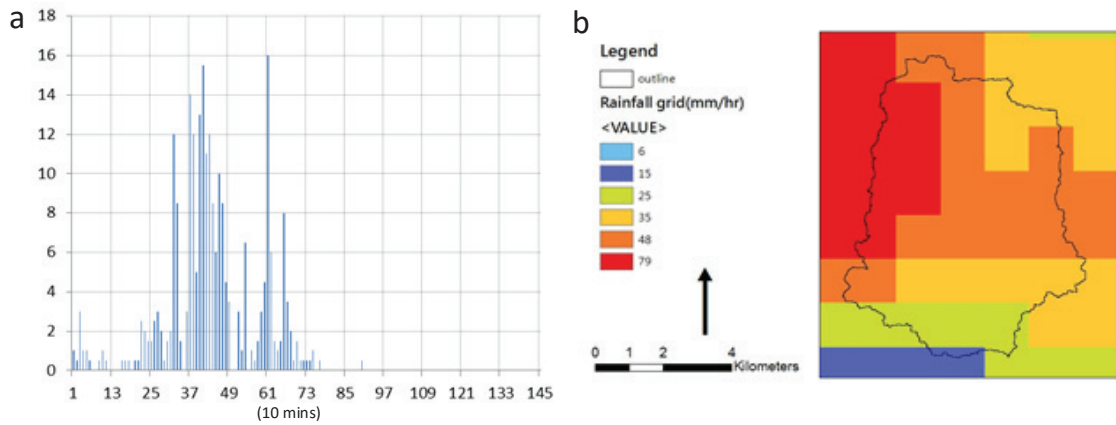 a
18
16
14
12
10
8
6
4
2
0
1 13 25 37 49 61 73 85 97 109 121 133 145
(10 mins)
b
Legend
outline
Rainfall grid(mm/hr)
<VALUE>
6
15
25
35
48
79
0 1 2 4
Kilometers